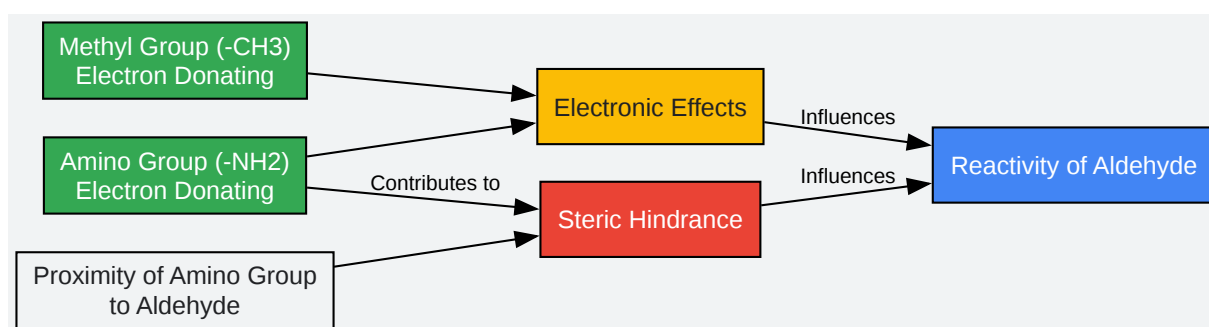 Methyl Group (-CH3)
Electron Donating
Amino Group (-NH2)
Electron Donating
Proximity of Amino Group
to Aldehyde
Contributes to
Electronic Effects
Steric Hindrance
Influences
Influences
Reactivity of Aldehyde